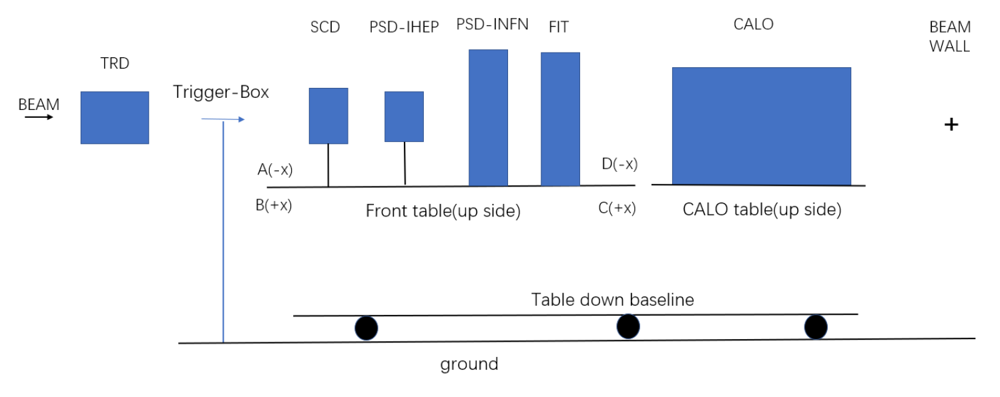 SCD
PSD-IHEP
PSD-INFN
FIT
CALO
BEAM
WALL
TRD
Trigger-Box
BEAM
A(-x)
D(-x)
B(+x)
Front table(up side)
C(+x)
CALO table(up side)
Table down baseline
ground